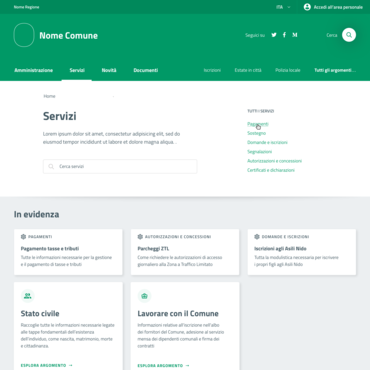 Nome Regione
ITA
Accedi all'area personale
Nome Comune
Seguici su
Cerca
Amministrazione
Servizi
Novità
Documenti
Iscrizioni
Estate in città
Polizia locale
Tutti gli argomenti...
Home
Servizi
Lorem ipsum dolor sit amet, consectetur adipiscing elit, sed do
eiusmod tempor incididunt ut labore et dolore magna aliqua...
Cerca servizi
TUTTI I SERVIZI
Pagamenti
Sostegno
Domande e iscrizioni
Segnalazioni
Autorizzazioni e concessioni
Certificati e dichiarazioni
In evidenza
PAGAMENTI
Pagamento tasse e tributi
Tutte le informazioni necessarie per la gestione
e il pagamento di tasse e tributi
AUTORIZZAZIONI E CONCESSIONI
Parcheggi ZTL
Come richiedere le autorizzazioni di accesso
giornaliero alla Zona a Traffico Limitato
DOMANDE E ISCRIZIONI
Iscrizioni agli Asili Nido
Tutta la modulistica necessaria per iscrivere
i propri figli agli Asili Nido
Stato civile
Raccoglie tutte le informazioni necessarie legate
alle tappe fondamentali dell'esistenza
dell'individuo, come nascita, matrimonio, morte
e cittadinanza.
ESPLORA ARGOMENTO →
Lavorare con il Comune
Informazioni relative all'iscrizione nell'albo
dei fornitori del Comune, adesione al servizio
mensa dei dipendenti comunali e firma dei
contratti
ESPLORA ARGOMENTO →